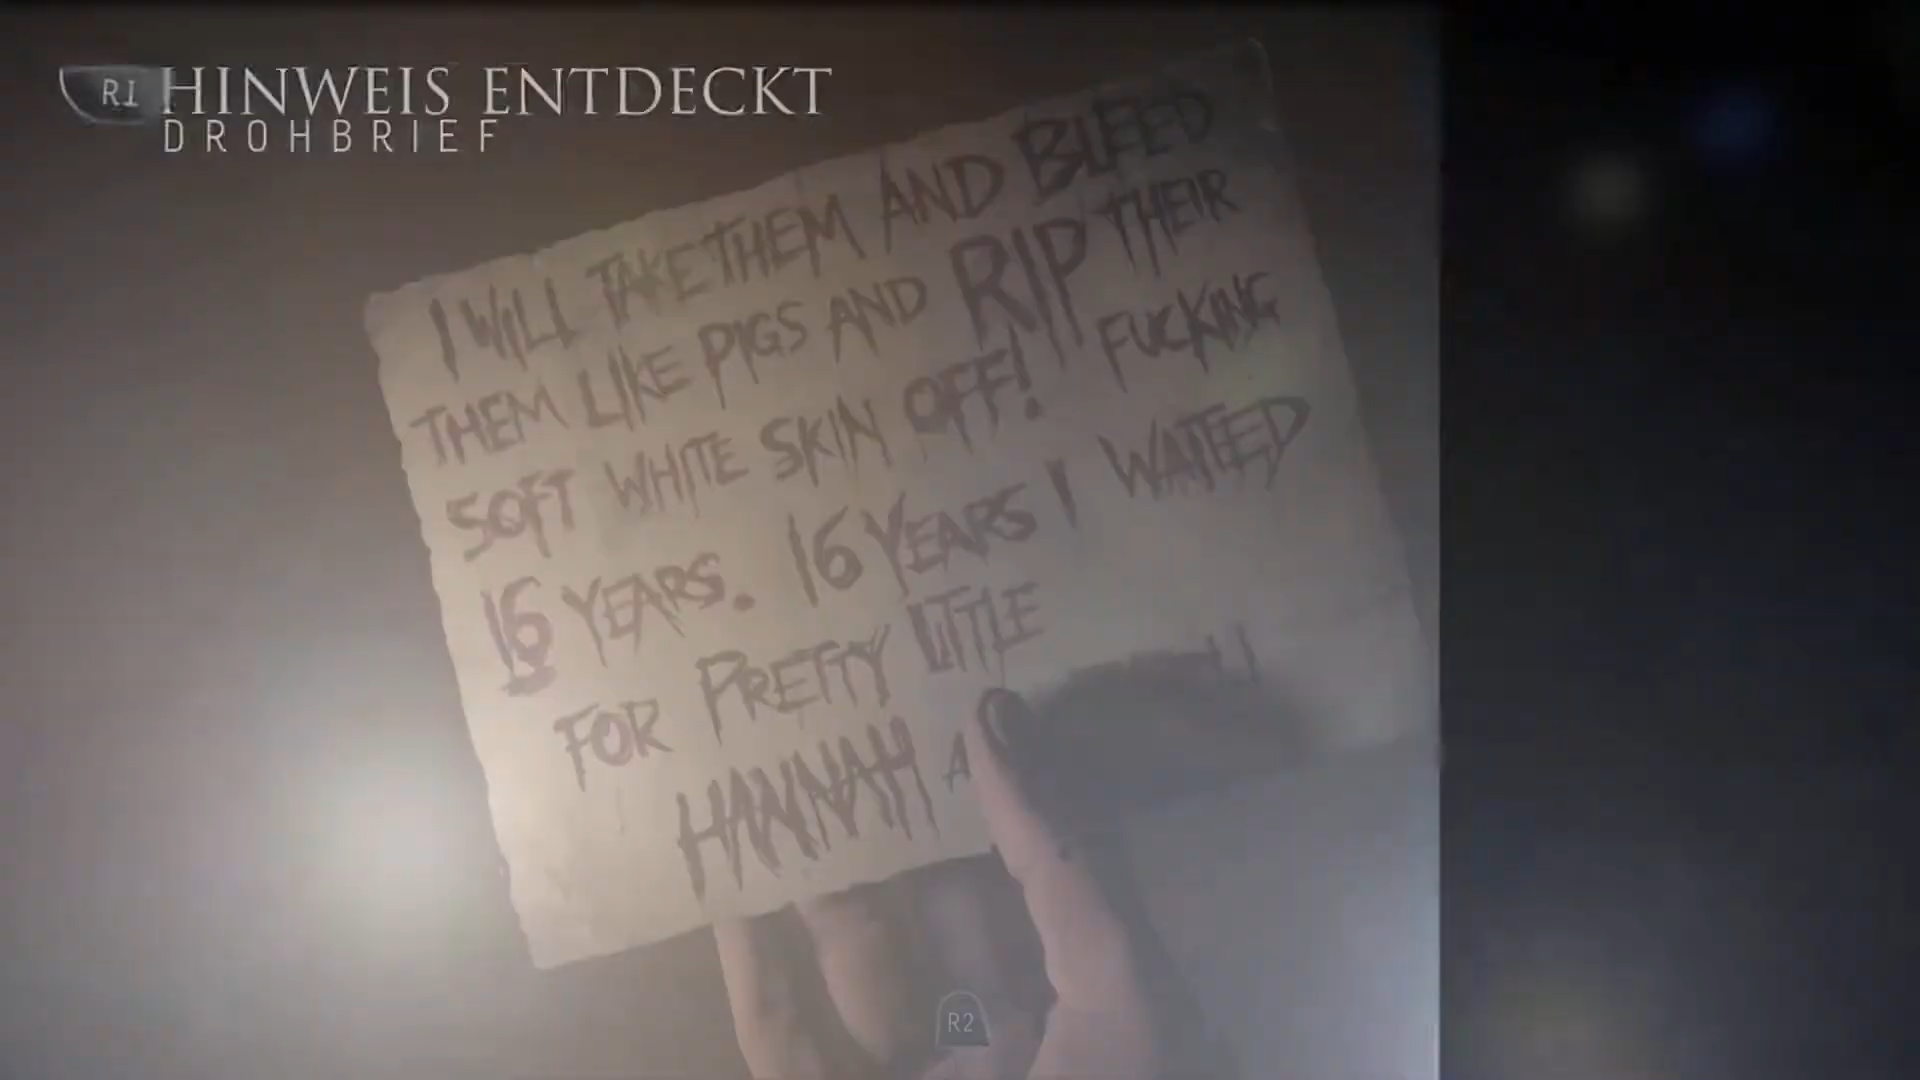 R1 HINWEIS ENTDECKT
DROHBRIEF
I WILL TAKE THEM AND BLEED
THEM LIKE PIGS AND RIP THEIR
SOFT WHITE SKIN OFF! FUCKING
16 YEARS. 16 YEARS I WAITED
FOR PRETTY LITTLE
HANNAH
R2